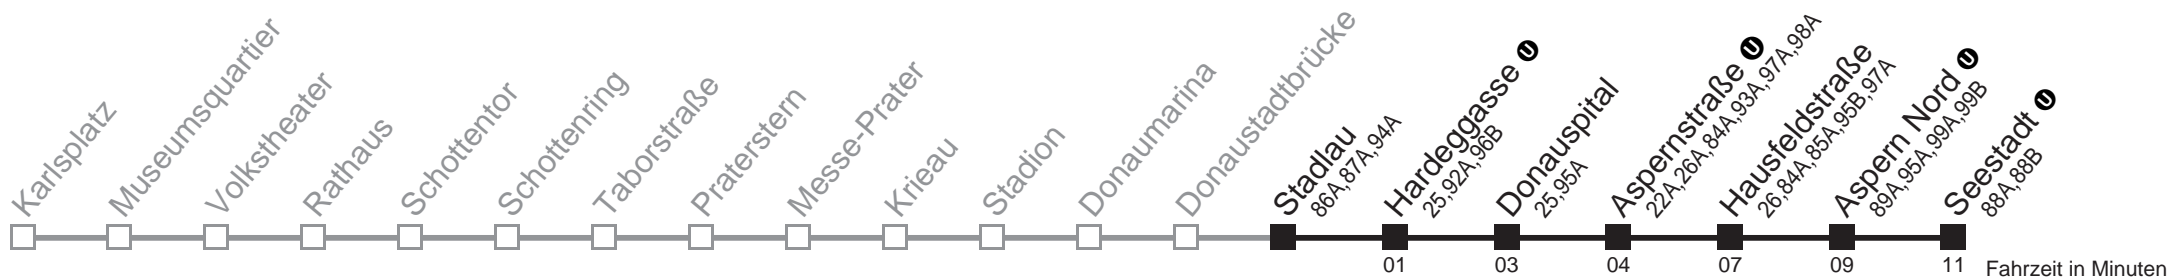 Karlsplatz
Museumsquartier
Volkstheater
Rathaus
Schottentor
Schottenring
Taborstraße
Praterstern
Messe-Prater
Krieau
Stadion
Donaumarina
Donaustadtbrücke
Stadlau
86A,87A,94A
Hardeggasse U
25,92A,96B
Donauspital
25,95A
Aspernstraße U
22A,26A,84A,93A,97A,98A
Hausfeldstraße
26,84A,85A,95B,97A
Aspern Nord U
89A,95A,99A,99B
Seestadt U
88A,88B
01 03 04 07 09 11 Fahrzeit in Minuten